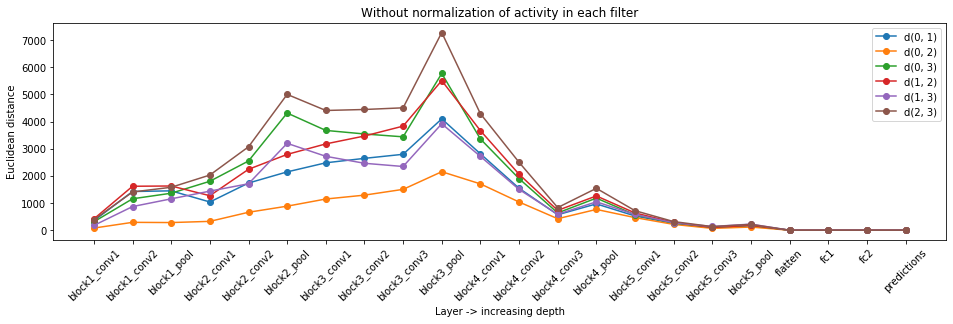 Without normalization of activity in each filter
Euclidean distance
7000
6000
5000
4000
3000
2000
1000
0
d(0, 1)
d(0, 2)
d(0, 3)
d(1, 2)
d(1, 3)
d(2, 3)
block1_conv1
block1_conv2
block1_pool
block2_conv1
block2_conv2
block2_pool
block3_conv1
block3_conv2
block3_conv3
block3_pool
block4_conv1
block4_conv2
block4_conv3
block4_pool
block5_conv1
block5_conv2
block5_conv3
block5_pool
flatten
fc1
fc2
predictions
Layer -> increasing depth